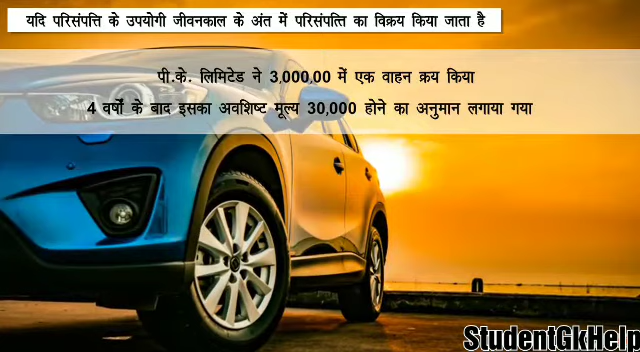 यदि परिसंपत्ति के उपयोगी जीवनकाल के अंत में परिसंपत्ति का विक्रय किया जाता है
पी.के. लिमिटेड ने 3,000,00 में एक वाहन क्रय किया
4 वर्षों के बाद इसका अवशिष्ट मूल्य 30,000 होने का अनुमान लगाया गया
StudentGkHelp